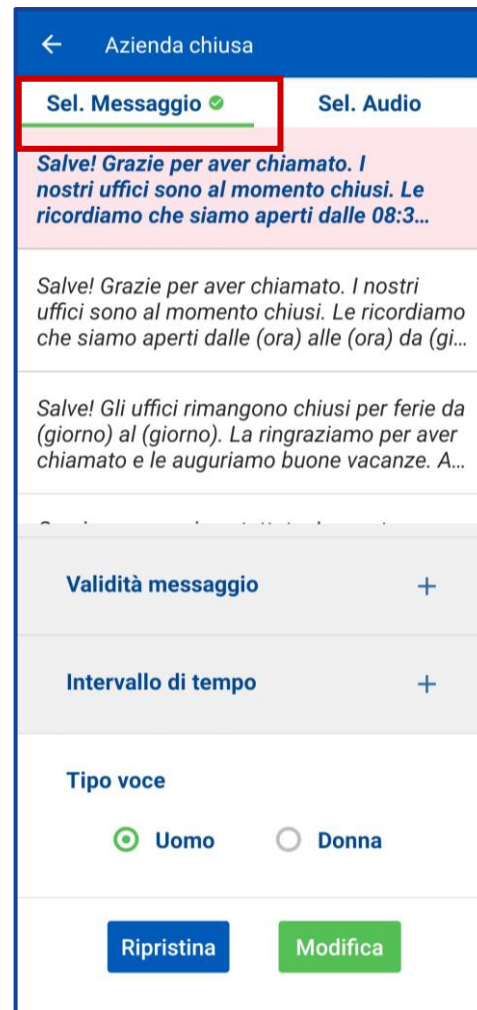 Azienda chiusa
Sel. Messaggio Sel. Audio
Salve! Grazie per aver chiamato. I
nostri uffici sono al momento chiusi. Le
ricordiamo che siamo aperti dalle 08:3...
Salve! Grazie per aver chiamato. I nostri
uffici sono al momento chiusi. Le ricordiamo
che siamo aperti dalle (ora) alle (ora) da (gi...
Salve! Gli uffici rimangono chiusi per ferie da
(giorno) al (giorno). La ringraziamo per aver
chiamato e le auguriamo buone vacanze. A...
Validità messaggio +
Intervallo di tempo +
Tipo voce
Uomo Donna
Ripristina Modifica